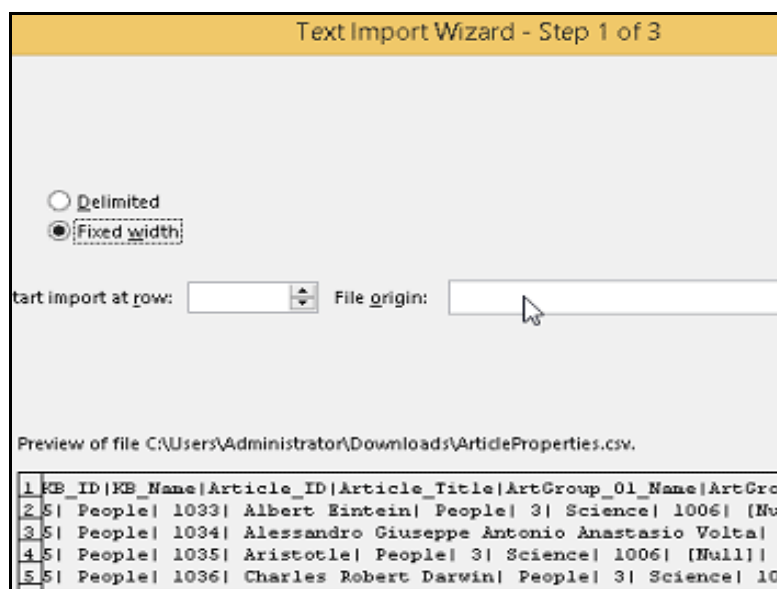 Text Import Wizard - Step 1 of 3
Delimited
Fixed width
tart import at row:
File origin:
Preview of file C:\Users\Administrator\Downloads\ArticleProperties.csv.
1 KB_ID|KB_Name|Article_ID|Article_Title|ArtGroup_01_Name|ArtGro
2 5| People| 1033| Albert Eintein| People| 3| Science| 1006| [Nu
3 5| People| 1034| Alessandro Giuseppe Antonio Anastasio Volta|
4 5| People| 1035| Aristotle| People| 3| Science| 1006| [Null]|
5 5| People| 1036| Charles Robert Darwin| People| 3| Science| 10